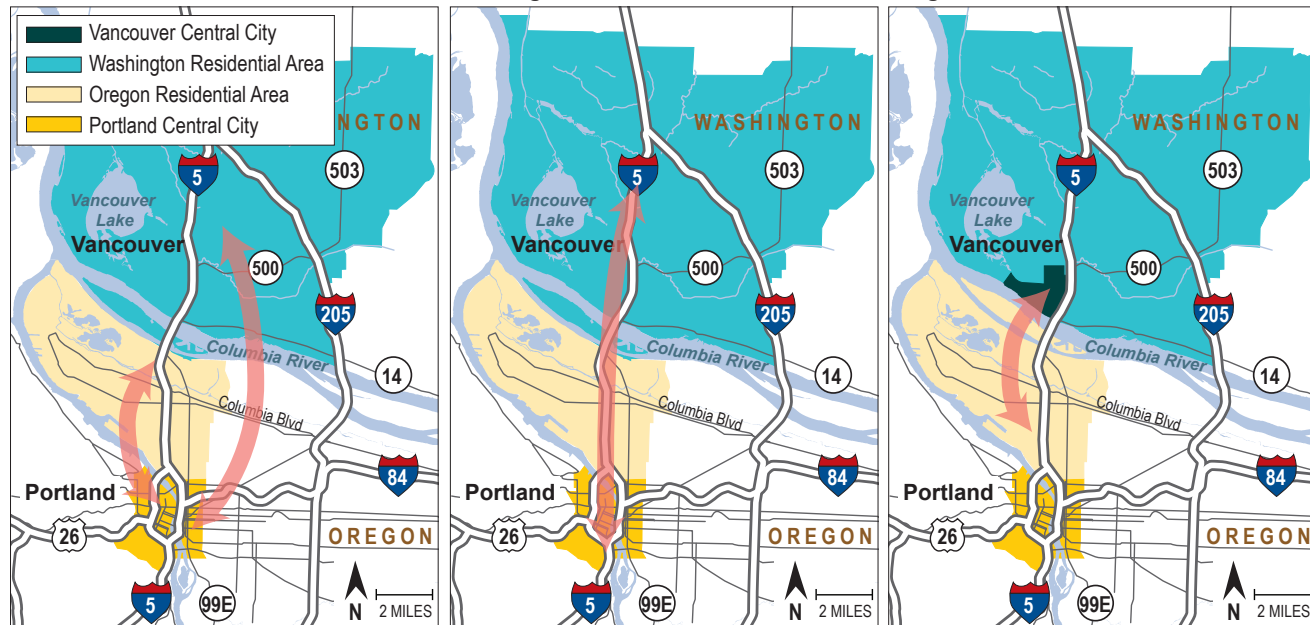 Vancouver Central City
Washington Residential Area
Oregon Residential Area
Portland Central City
NGTON
5
503
Vancouver
Lake
Vancouver
500
205
Columbia River
14
Columbia Blvd
84
Portland
26
OREGON
5
99E
N
2 MILES
WASHINGTON
5
503
Vancouver
Lake
Vancouver
500
205
Columbia River
14
Columbia Blvd
84
Portland
26
OREGON
5
99E
N
2 MILES
WASHINGTON
5
503
Vancouver
Lake
Vancouver
500
205
Columbia River
14
Columbia Blvd
84
Portland
26
OREGON
5
99E
N
2 MILES